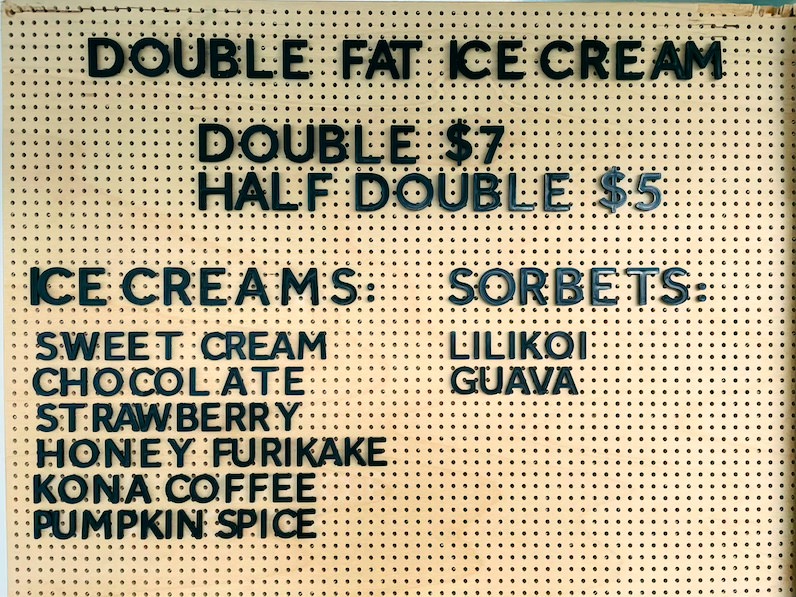 DOUBLE FAT ICE CREAM
DOUBLE $7
HALF DOUBLE $5
ICE CREAMS:
SWEET CREAM
CHOCOLATE
STRAWBERRY
HONEY FURIKAKE
KONA COFFEE
PUMPKIN SPICE
SORBETS:
LILIKOI
GUAVA